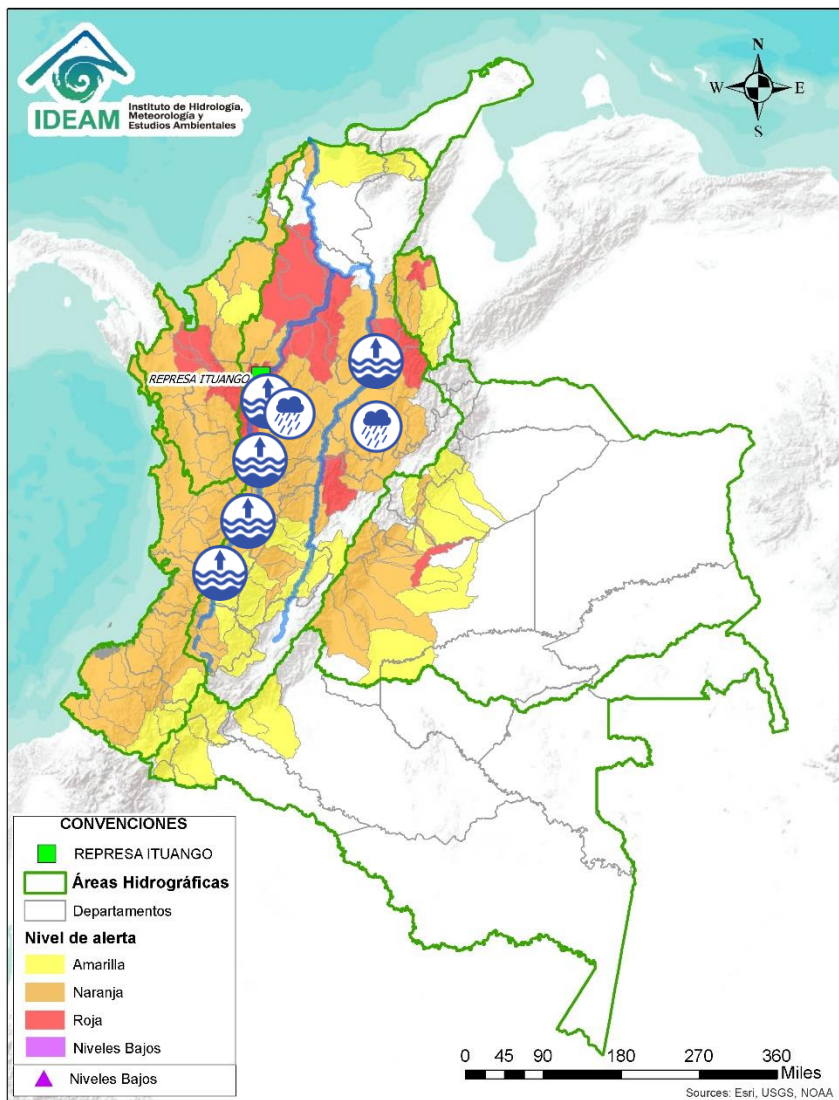 IDEAM
Instituto de Hidrología,
Meteorología y
Estudios Ambientales
N
W
E
S
REPRESA ITUANGO
CONVENCIONES
REPRESA ITUANGO
Áreas Hidrográficas
Departamentos
Nivel de alerta
Amarilla
Naranja
Roja
Niveles Bajos
Niveles Bajos
0 45 90 180 270 360
Miles
Sources: Esri, USGS, NOAA